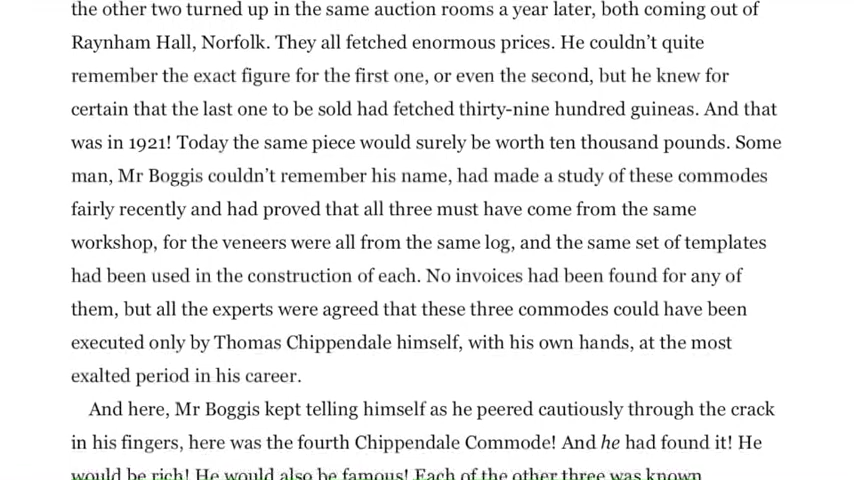 the other two turned up in the same auction rooms a year later, both coming out of
Raynham Hall, Norfolk. They all fetched enormous prices. He couldn’t quite
remember the exact figure for the first one, or even the second, but he knew for
certain that the last one to be sold had fetched thirty-nine hundred guineas. And that
was in 1921! Today the same piece would surely be worth ten thousand pounds. Some
man, Mr Boggis couldn’t remember his name, had made a study of these commodes
fairly recently and had proved that all three must have come from the same
workshop, for the veneers were all from the same log, and the same set of templates
had been used in the construction of each. No invoices had been found for any of
them, but all the experts were agreed that these three commodes could have been
executed only by Thomas Chippendale himself, with his own hands, at the most
exalted period in his career.
And here, Mr Boggis kept telling himself as he peered cautiously through the crack
in his fingers, here was the fourth Chippendale Commode! And he had found it! He
would be rich! He would also be famous! Each of the other three was known